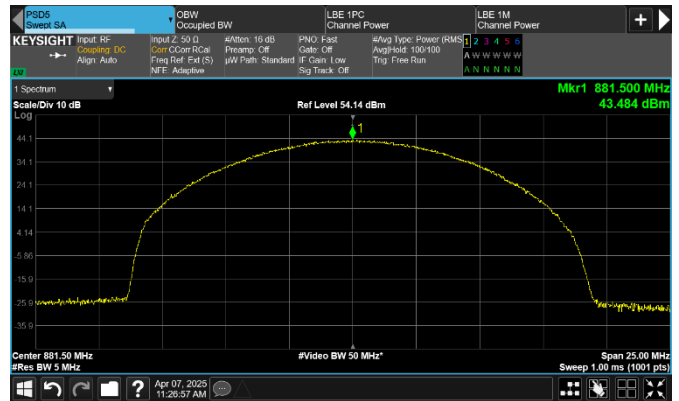 PSD5
Swept SA
OBW
Occupied BW
LBE 1PC
Channel Power
LBE 1M
Channel Power
KEYSIGHT
Input: RF
Coupling: DC
Align: Auto
Input Z: 50 Ω
Corr CCorr RCal
Freq Ref: Ext (S)
NFE: Adaptive
#Atten: 16 dB
Preamp: Off
µW Path: Standard
PNO: Fast
Gate: Off
IF Gain: Low
Sig Track: Off
#Avg Type: Power (RMS
Avg|Hold: 100/100
Trig: Free Run
1 2 3 4 5 6
A W W W W W
A N N N N N
LXI
1 Spectrum
Scale/Div 10 dB
Log
Ref Level 54.14 dBm
Mkr1 881.500 MHz
43.484 dBm
1
44.1
34.1
24.1
14.1
4.14
-5.86
-15.9
-25.9
-35.9
Center 881.50 MHz
#Res BW 5 MHz
#Video BW 50 MHz*
Span 25.00 MHz
Sweep 1.00 ms (1001 pts)
Apr 07, 2025
11:26:57 AM